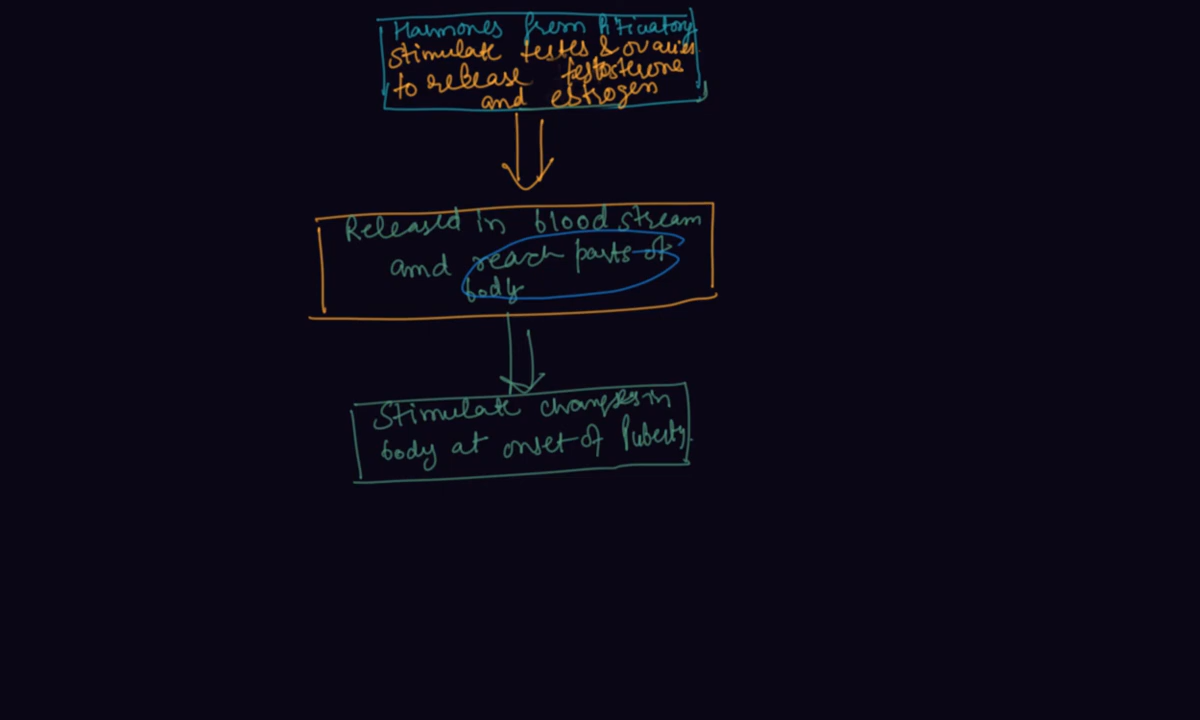 Harmones from Pituatory
stimulate testes & ovaries
to release testosterone
and estrogen
Released in blood stream
and reach parts of
body
Stimulate changes in
body at onset of Puberty.